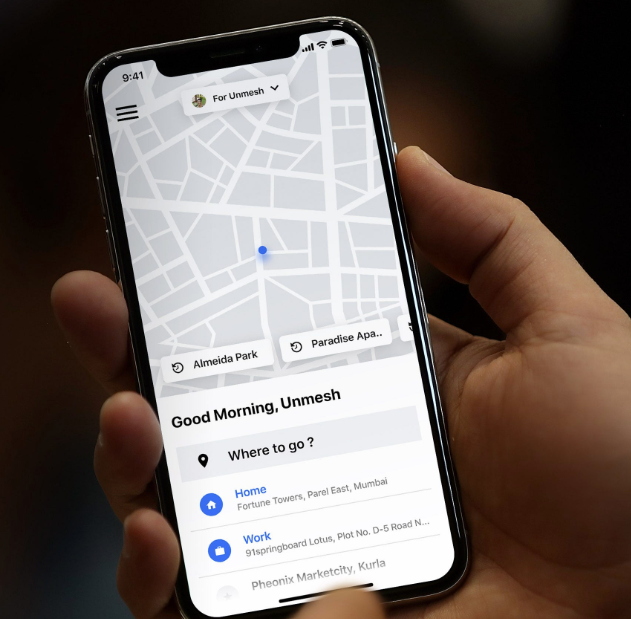 9:41
For Unmesh
Almeida Park
Paradise Apa..
Good Morning, Unmesh
Where to go ?
Home
Fortune Towers, Parel East, Mumbai
Work
91springboard Lotus, Plot No. D-5 Road N...
Pheonix Marketcity, Kurla